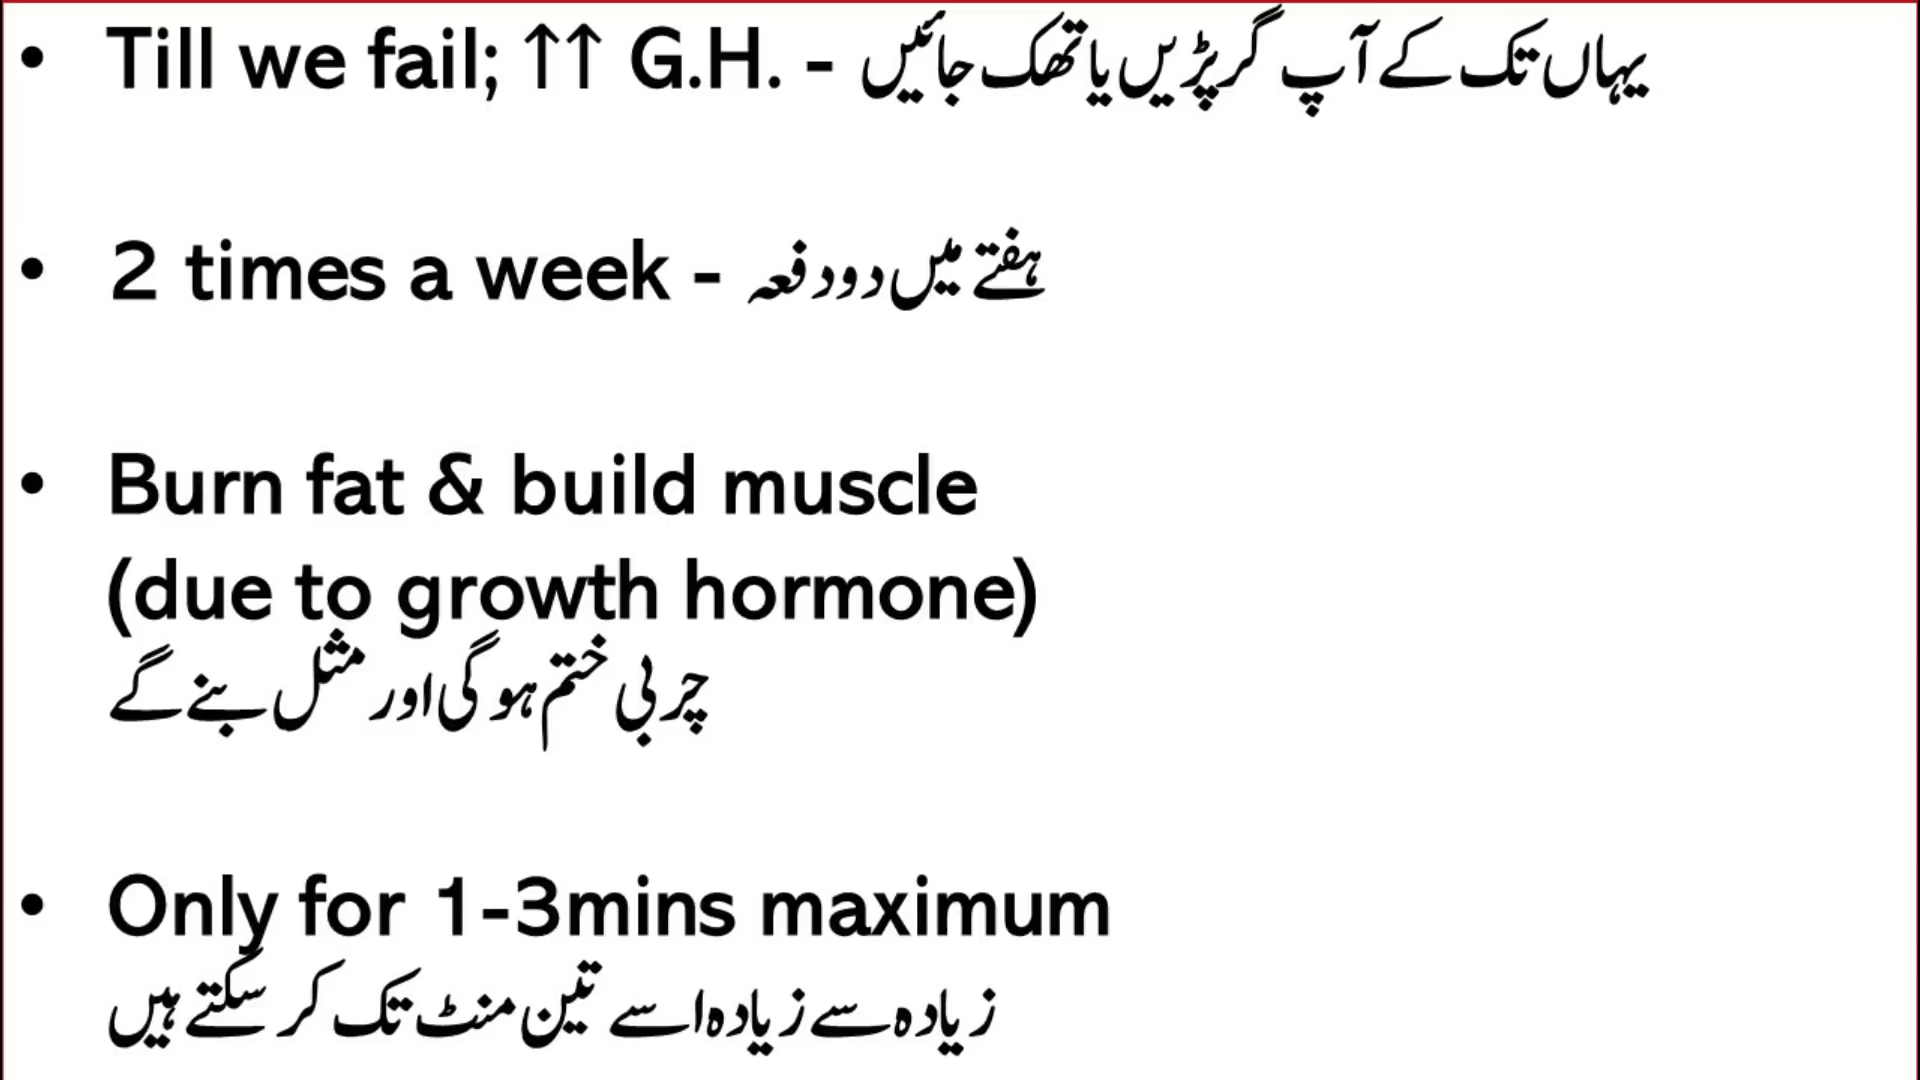 • Till we fail; ↑↑ G.H. - یہاں تک کے آپ گر پڑیں یا تھک جائیں
• 2 times a week - ہفتے میں دو دفعہ
• Burn fat & build muscle
(due to growth hormone)
چربی ختم ہو گی اور مثل بنے گے
• Only for 1-3mins maximum
زیادہ سے زیادہ اسے تین منٹ تک کر سکتے ہیں